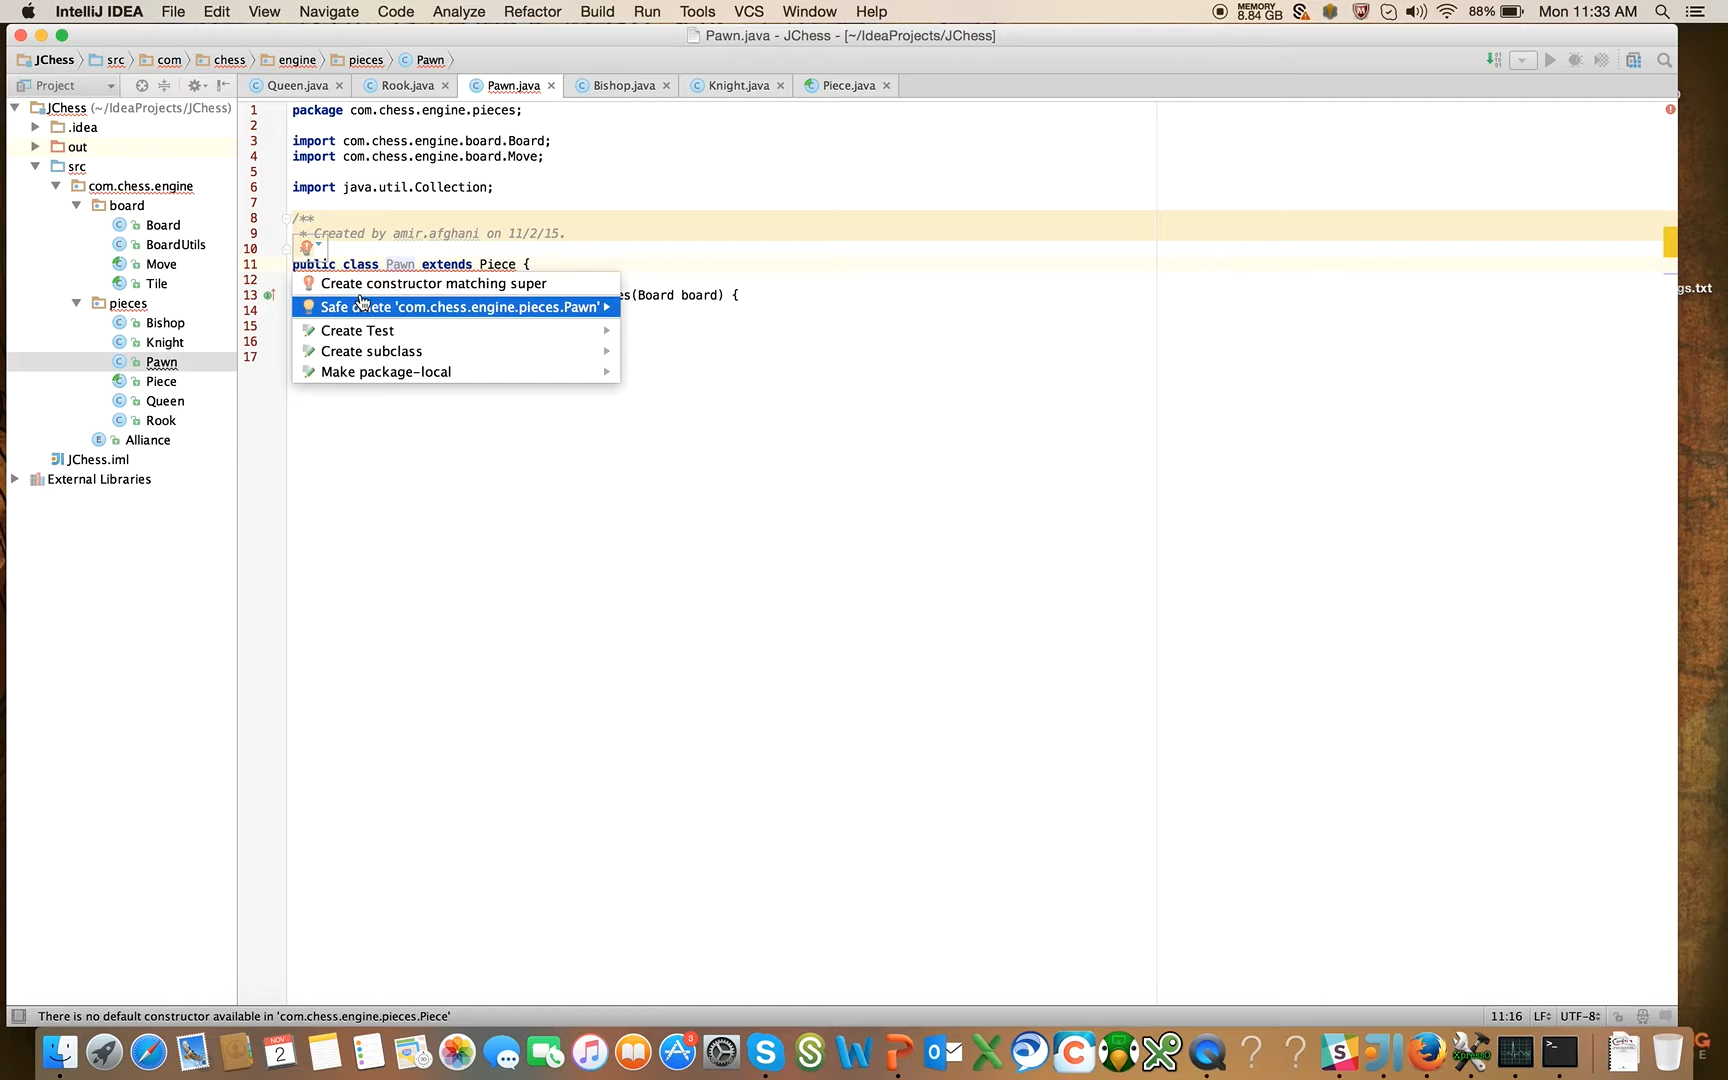 IntelliJ IDEA File Edit View Navigate Code Analyze Refactor Build Run Tools VCS Window Help MEMORY 8.84 GB 88% Mon 11:33 AM
Pawn.java - JChess - [~/IdeaProjects/JChess]
JChess src com chess engine pieces Pawn
Project Queen.java Rook.java Pawn.java Bishop.java Knight.java Piece.java
JChess (~/IdeaProjects/JChess)
.idea
out
src
com.chess.engine
board
Board
BoardUtils
Move
Tile
pieces
Bishop
Knight
Pawn
Piece
Queen
Rook
Alliance
JChess.iml
External Libraries
1 package com.chess.engine.pieces;
2
3 import com.chess.engine.board.Board;
4 import com.chess.engine.board.Move;
5
6 import java.util.Collection;
7
8 /**
9 * Created by amir.afghani on 11/2/15.
10
11 public class Pawn extends Piece {
12
13 es(Board board) {
14
15
16
17
Create constructor matching super
Safe delete 'com.chess.engine.pieces.Pawn'
Create Test
Create subclass
Make package-local
gs.txt
There is no default constructor available in 'com.chess.engine.pieces.Piece' 11:16 LF UTF-8
NOV 2
3